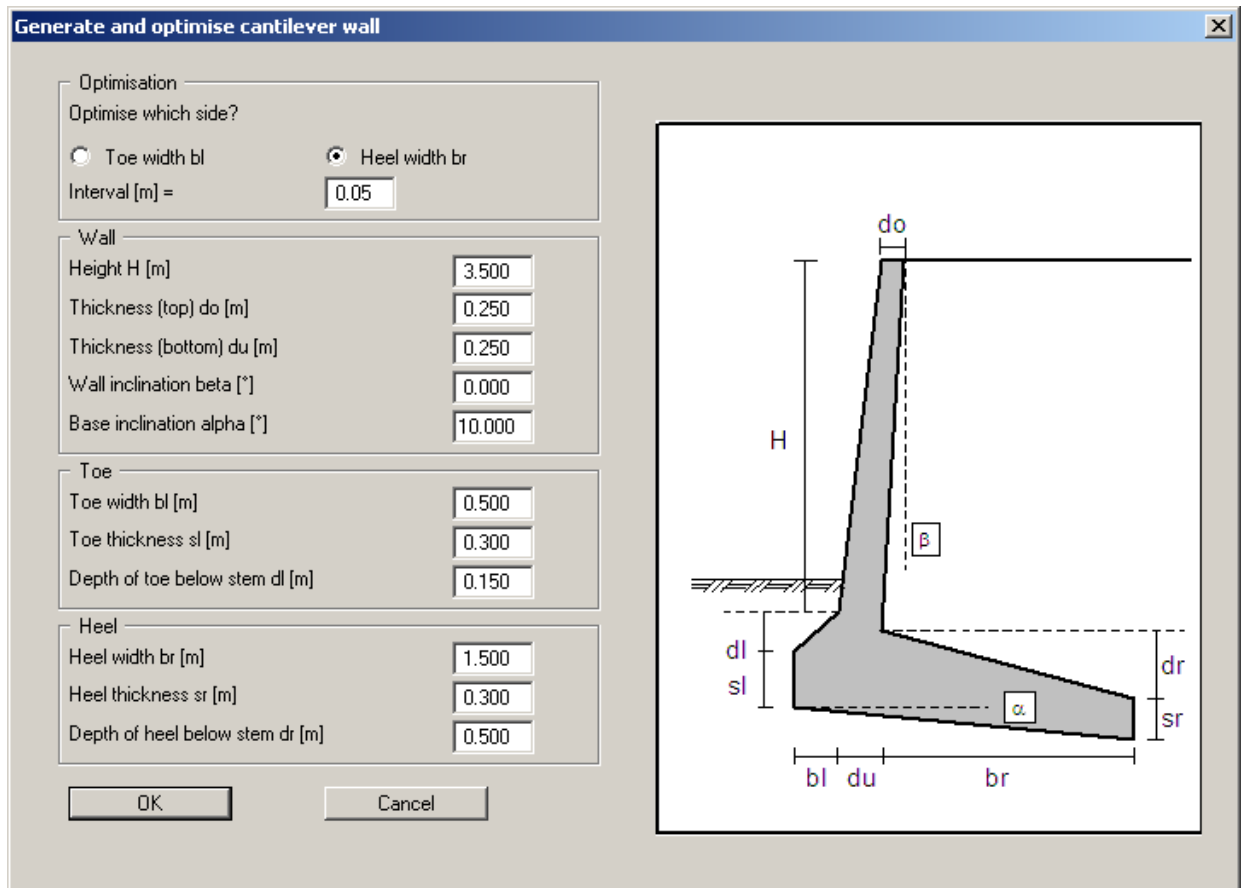 Generate and optimise cantilever wall
Optimisation
Optimise which side?
Toe width bl
Heel width br
Interval [m] =
0.05
Wall
Height H [m]
3.500
Thickness (top) do [m]
0.250
Thickness (bottom) du [m]
0.250
Wall inclination beta [°]
0.000
Base inclination alpha [°]
10.000
Toe
Toe width bl [m]
0.500
Toe thickness sl [m]
0.300
Depth of toe below stem dl [m]
0.150
Heel
Heel width br [m]
1.500
Heel thickness sr [m]
0.300
Depth of heel below stem dr [m]
0.500
OK
Cancel
do
H
β
dl
sl
dr
sr
α
bl
du
br